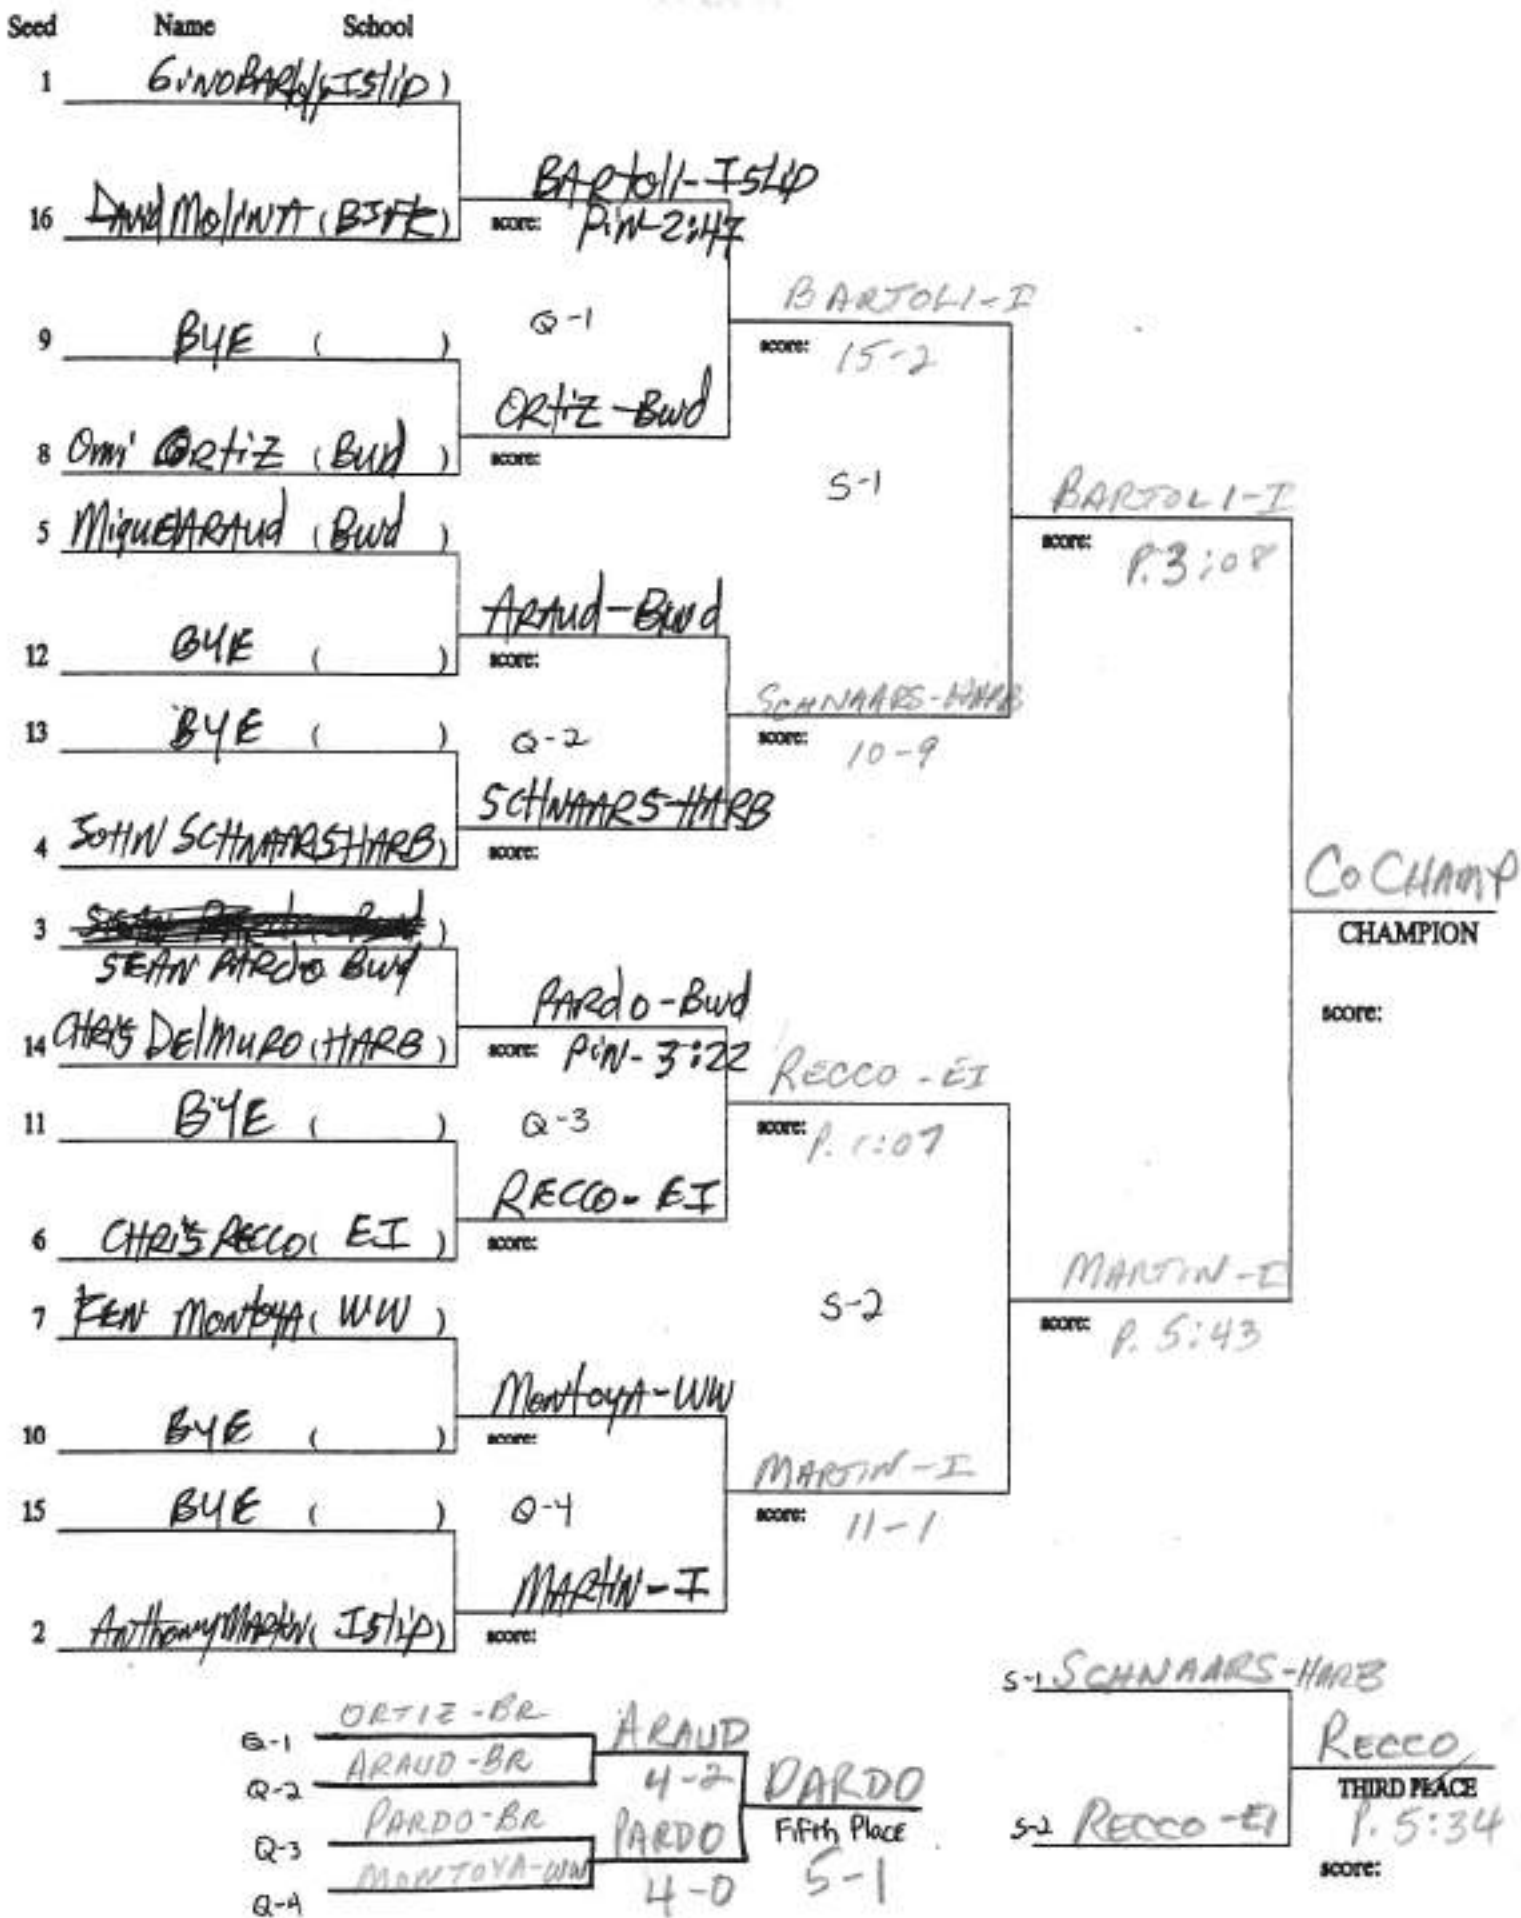 Seed Name School
1 Gino Bartoli (Islip)
BARtoli-ISLip
16 David MolinA ( )
score: Pin-2:47
BARTOLI-I
9 BYE ( )
Q-1
score: 15-2
ORtiZ-Bwd
8 Omi ORtiZ (Bwd)
score:
S-1
BARTOLI-I
5 Miguel ARAud (Bwd)
score: P. 3:08
ARAud-Bwd
12 BYE ( )
score:
SCHNAARS-HARB
13 BYE ( )
Q-2
score: 10-9
SCHNAARS-HARB
4 JOHN SCHNAARS HARB)
score:
CO CHAMP
3
CHAMPION
SEAN PARdo Bwd
PARdo-Bwd
score:
14 CHRIS DelMURO (HARB)
score: PiN-3:22
RECCO-EI
11 BYE ( )
Q-3
score: P. 1:07
RECCO-EI
6 CHRIS RECCO( EI )
score:
MARTIN-I
7 KEN MontoyA( WW )
S-2
score: P. 5:43
MontoyA-WW
10 BYE ( )
score:
MARTIN-I
15 BYE ( )
Q-4
score: 11-1
MARtiN-I
2 Anthony MARtin( ISlip)
score:
S-1 SCHNAARS-HARB
Q-1 ORTIZ-BR
ARAUD
RECCO
Q-2 ARAUD-BR
4-2
PARDO
THIRD PLACE
Q-3 PARDO-BR
PARDO
Fifth Place
S-2 RECCO-EI
P. 5:34
Q-4 MONTOYA-WW
4-0
5-1
score: